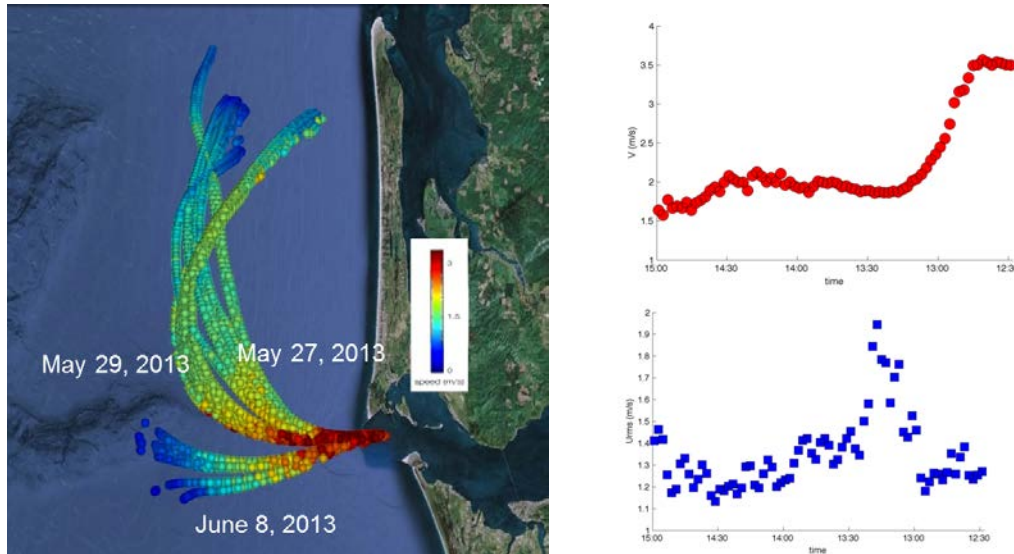 May 29, 2013
May 27, 2013
June 8, 2013
3
1.5
0
speed (m/s)
4
3.5
3
2.5
2
1.5
1
V (m/s)
15:00 14:30 14:00 13:30 13:00 12:30
time
2
1.9
1.8
1.7
1.6
1.5
1.4
1.3
1.2
1.1
1
Urms (m/s)
15:00 14:30 14:00 13:30 13:00 12:30
time